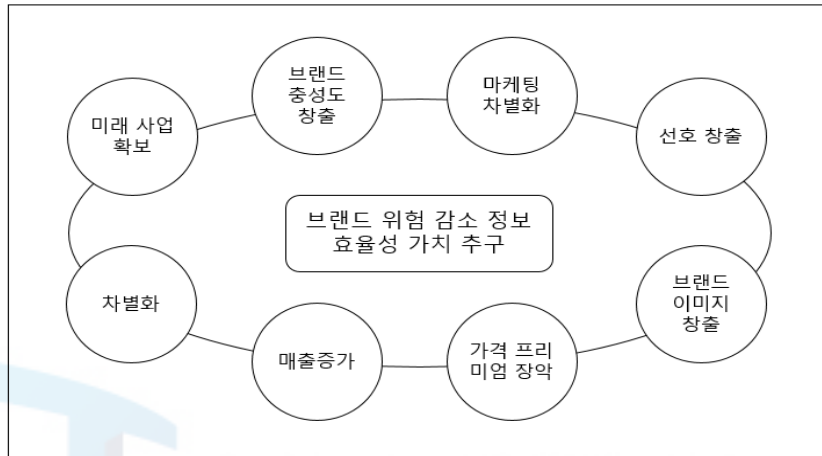 브랜드
충성도
창출
마케팅
차별화
미래 사업
확보
선호 창출
브랜드 위험 감소 정보
효율성 가치 추구
차별화
브랜드
이미지
창출
매출증가
가격 프리
미엄 장악